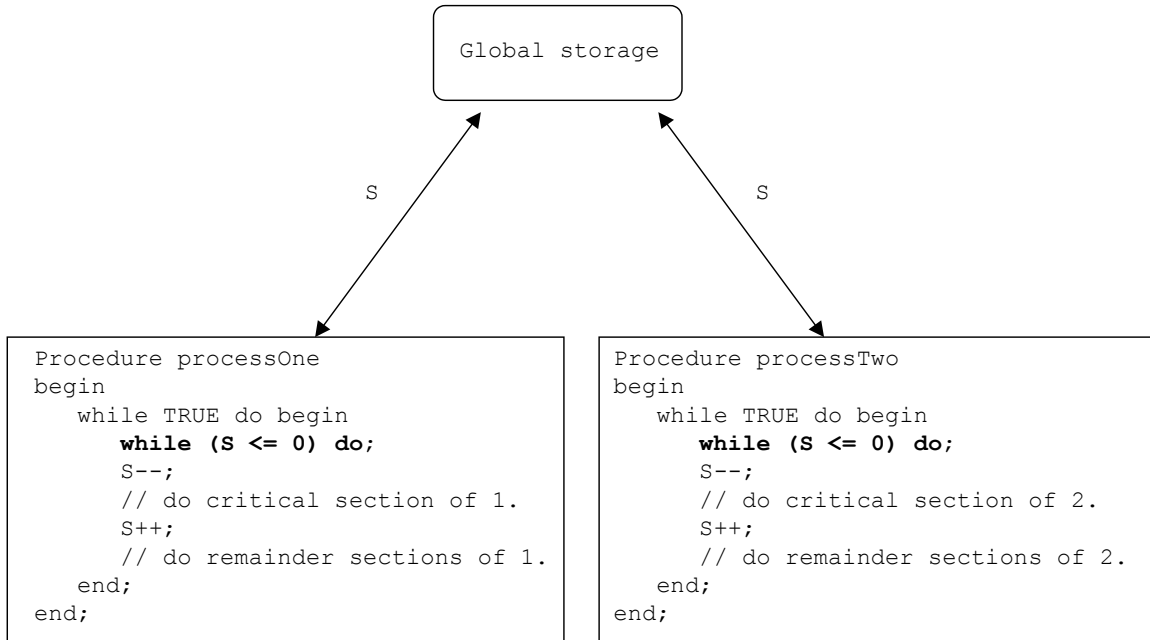 Global storage
S
S
Procedure processOne
begin
while TRUE do begin
while (S <= 0) do;
S--;
// do critical section of 1.
S++;
// do remainder sections of 1.
end;
end;
Procedure processTwo
begin
while TRUE do begin
while (S <= 0) do;
S--;
// do critical section of 2.
S++;
// do remainder sections of 2.
end;
end;